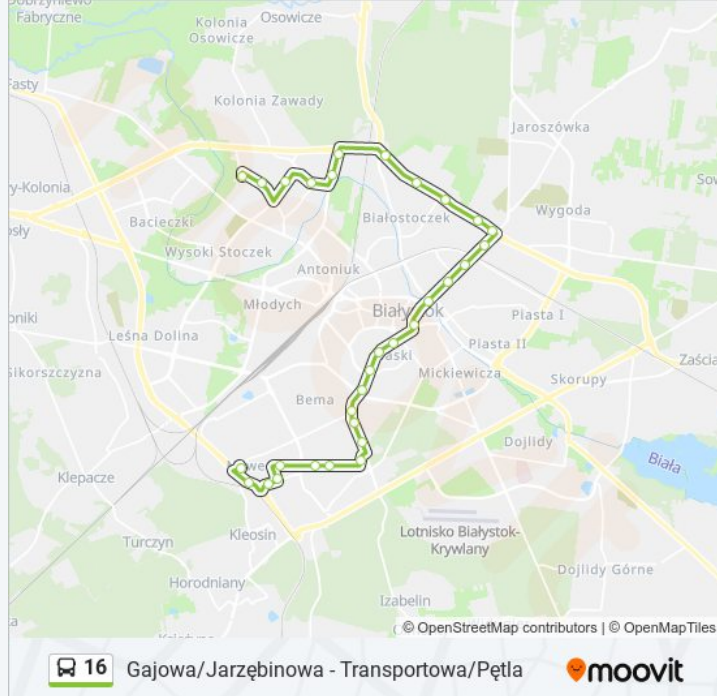 Dobrzyniewo
Fabryczne
Osowicze
Kolonia
Osowicze
Fasty
Kolonia Zawady
Jaroszówka
y-Kolonia
Sow
Białostoczek
Wygoda
Bacieczki
osły
Wysoki Stoczek
Antoniuk
Młodych
Białystok
Piasta I
oniki
Leśna Dolina
Piaski
Piasta II
Zaścia
Sikorszczyzna
Mickiewicza
Skorupy
Bema
Dojlidy
Nowe
Biała
Klepacze
Kleosin
Turczyn
Lotnisko Białystok-
Krywlany
Dojlidy Górne
Horodniany
Izabelin
© OpenStreetMap contributors | © OpenMapTiles
16 Gajowa/Jarzębinowa - Transportowa/Pętla moovit